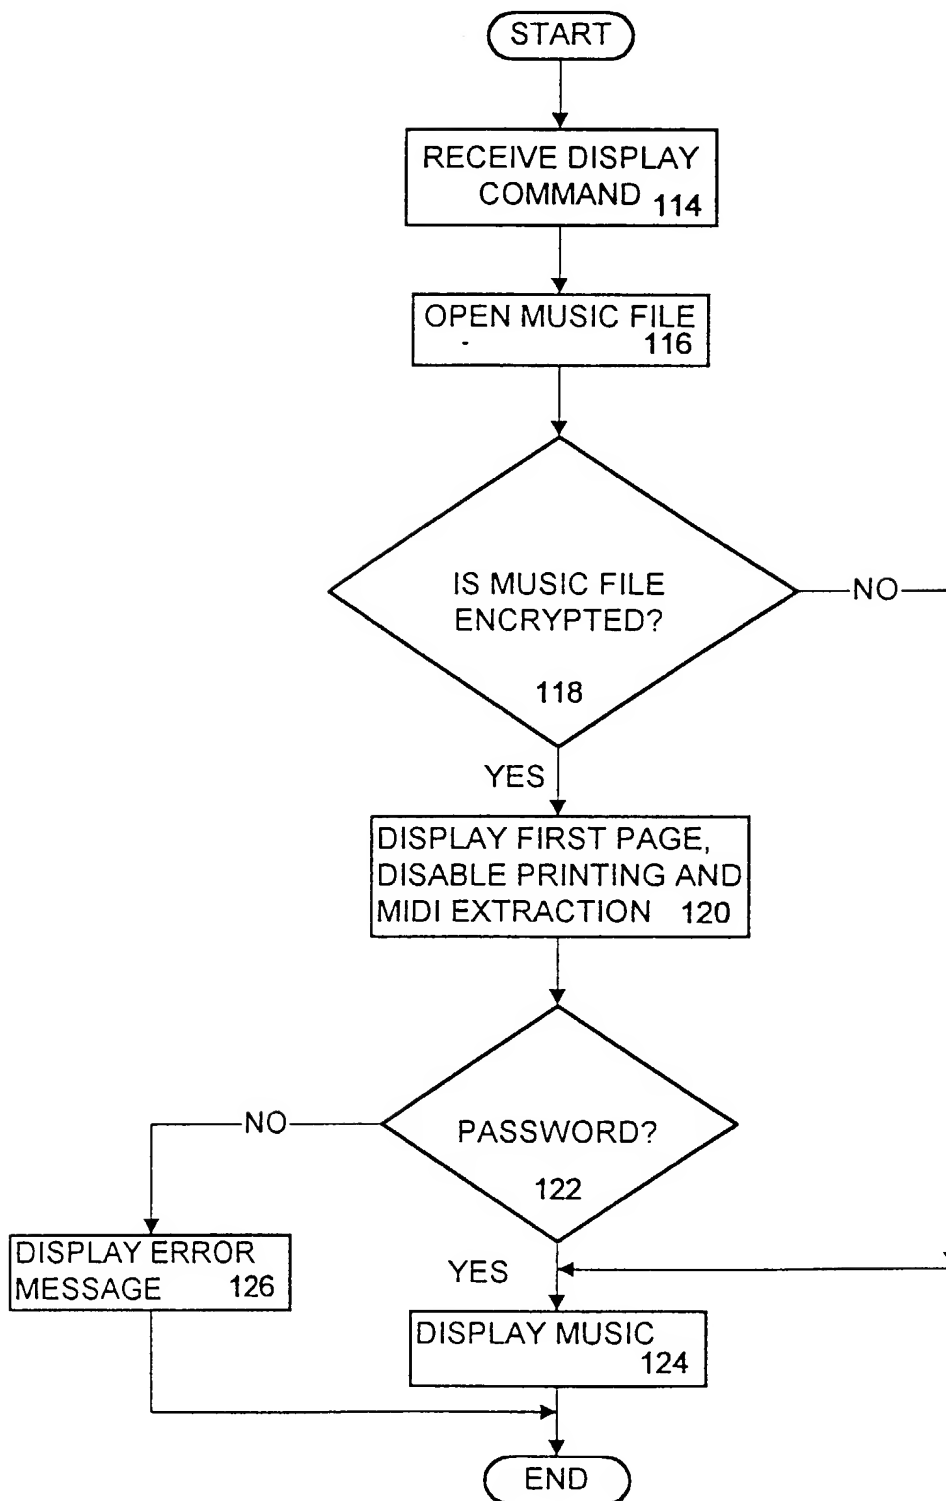 START
RECEIVE DISPLAY
COMMAND 114
OPEN MUSIC FILE
116
IS MUSIC FILE
ENCRYPTED?
118
NO
YES
DISPLAY FIRST PAGE,
DISABLE PRINTING AND
MIDI EXTRACTION 120
PASSWORD?
122
NO
DISPLAY ERROR
MESSAGE 126
YES
DISPLAY MUSIC
124
END